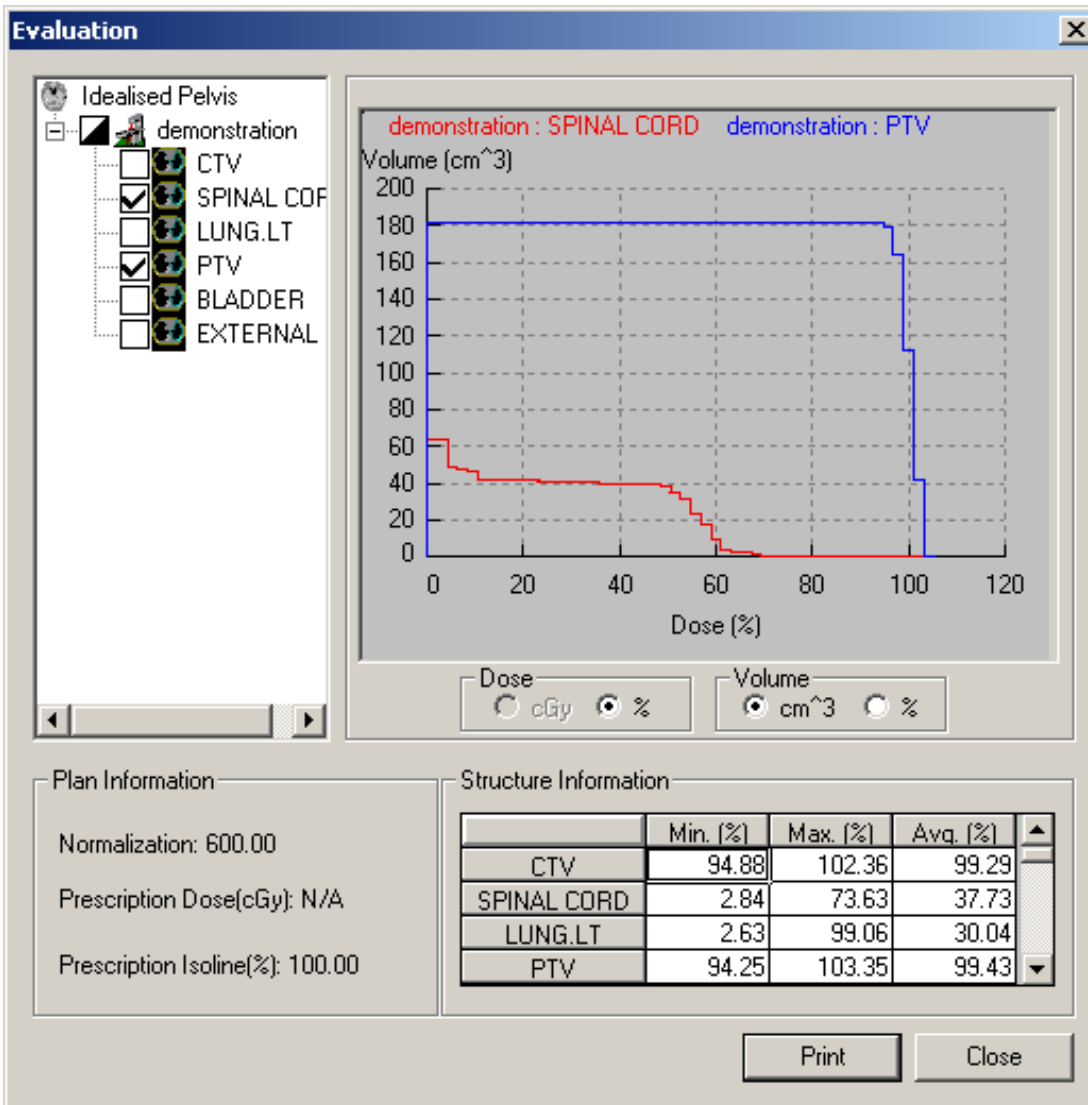 Evaluation
Idealised Pelvis
demonstration
CTV
SPINAL COR
LUNG.LT
PTV
BLADDER
EXTERNAL
demonstration : SPINAL CORD demonstration : PTV
Volume (cm^3)
200
180
160
140
120
100
80
60
40
20
0
0 20 40 60 80 100 120
Dose (%)
Dose
cGy %
Volume
cm^3 %
Plan Information
Normalization: 600.00
Prescription Dose(cGy): N/A
Prescription Isoline(%): 100.00
Structure Information
Min. (%) Max. (%) Avg. (%)
CTV 94.88 102.36 99.29
SPINAL CORD 2.84 73.63 37.73
LUNG.LT 2.63 99.06 30.04
PTV 94.25 103.35 99.43
Print Close